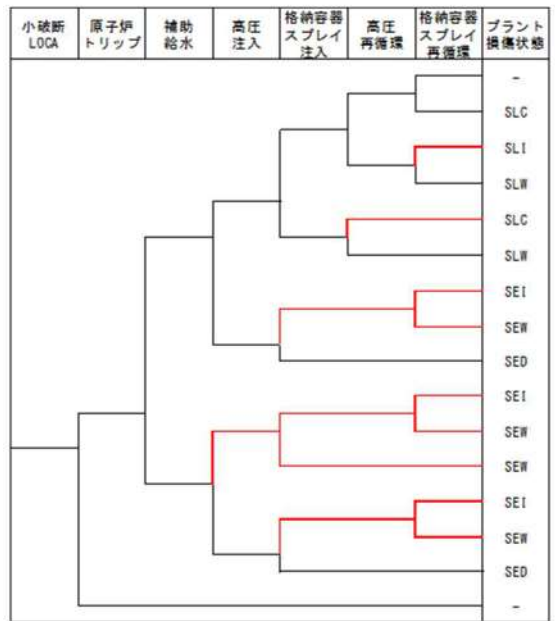 小破断
LOCA
原子炉
トリップ
補助
給水
高圧
注入
格納容器
スプレイ
注入
高圧
再循環
格納容器
スプレイ
再循環
プラント
損傷状態
-
SLC
SLI
SLW
SLC
SLW
SEI
SEW
SED
SEI
SEW
SEW
SEI
SEW
SED
-